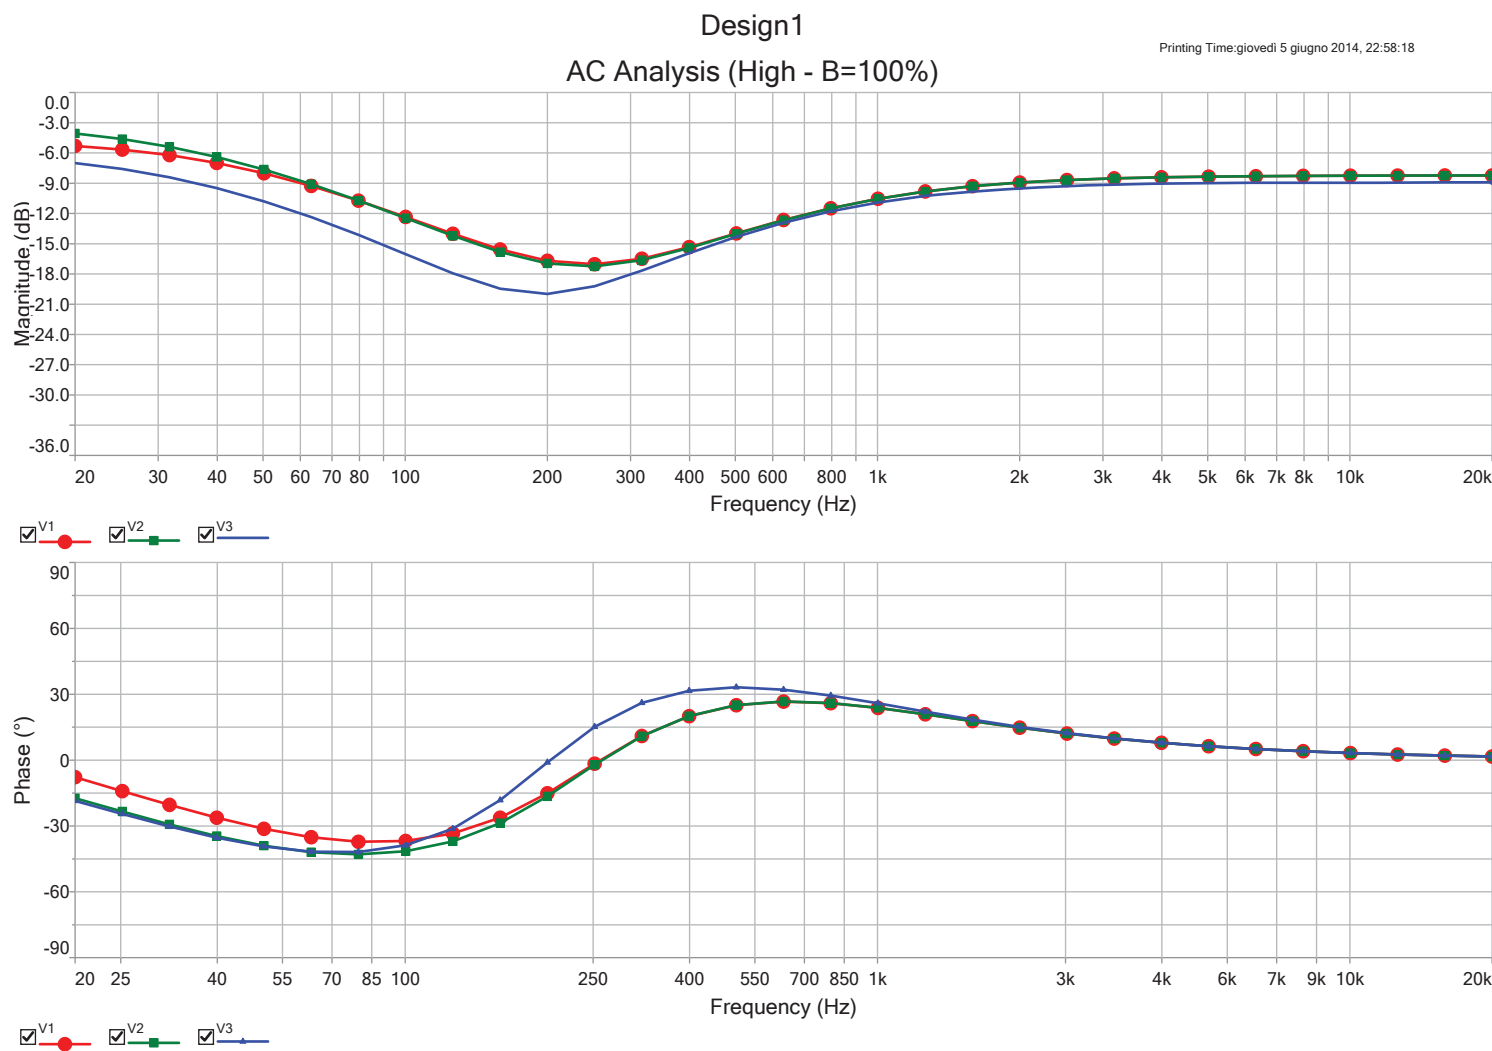 Design1
Printing Time:giovedì 5 giugno 2014, 22:58:18
AC Analysis (High - B=100%)
0.0
-3.0
-6.0
-9.0
-12.0
-15.0
-18.0
-21.0
-24.0
-27.0
-30.0
-36.0
Magnitude (dB)
20 30 40 50 60 70 80 100 200 300 400 500 600 800 1k 2k 3k 4k 5k 6k 7k 8k 10k 20k
Frequency (Hz)
V1 V2 V3
90
60
30
0
-30
-60
-90
Phase (°)
20 25 40 55 70 85 100 250 400 550 700 850 1k 3k 4k 6k 7k 9k 10k 20k
Frequency (Hz)
V1 V2 V3